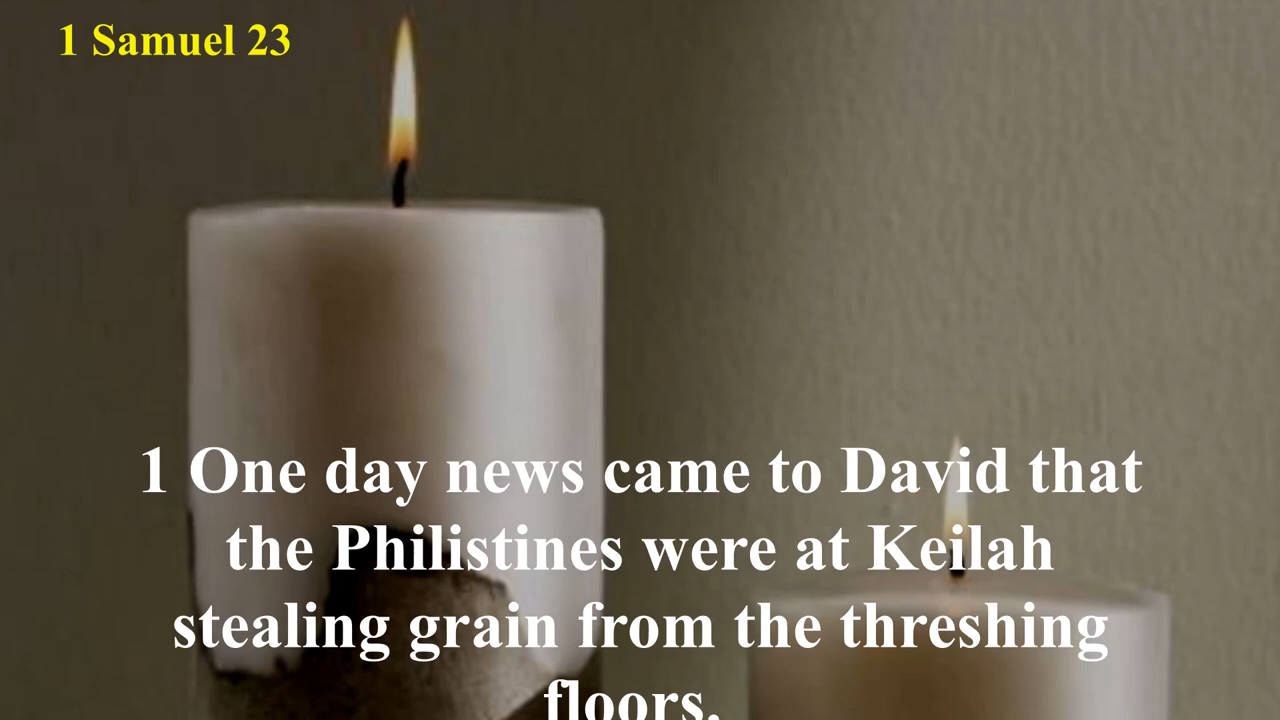 1 Samuel 23
1 One day news came to David that
the Philistines were at Keilah
stealing grain from the threshing
floors.